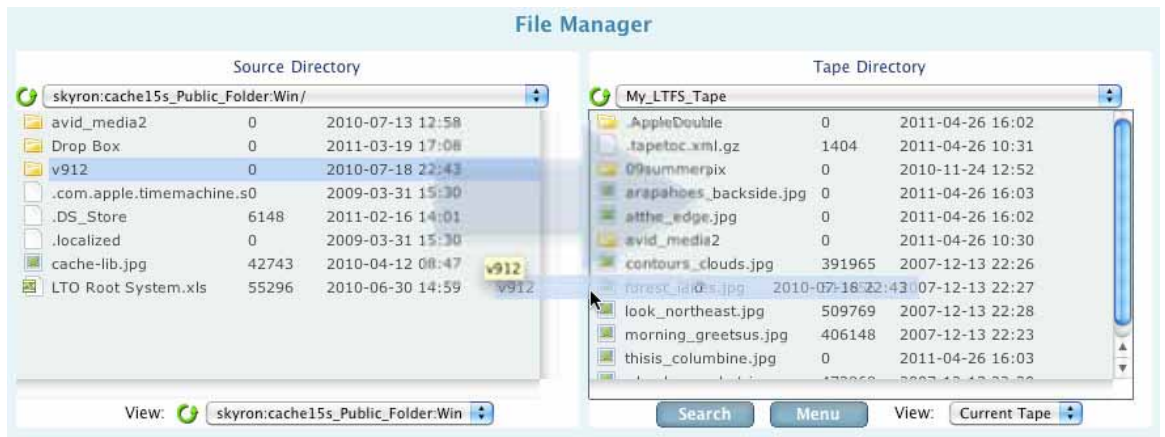 File Manager
Source Directory
skyron:cache15s_Public_Folder:Win/
avid_media2 0 2010-07-13 12:58
Drop Box 0 2011-03-19 17:08
v912 0 2010-07-18 22:43
.com.apple.timemachine.s0 2009-03-31 15:30
.DS_Store 6148 2011-02-16 14:01
.localized 0 2009-03-31 15:30
cache-lib.jpg 42743 2010-04-12 08:47
LTO Root System.xls 55296 2010-06-30 14:59
v912
v912 0 2010-07-18 22:43
View: skyron:cache15s_Public_Folder:Win
Tape Directory
My_LTFS_Tape
.AppleDouble 0 2011-04-26 16:02
.tapetoc.xml.gz 1404 2011-04-26 10:31
09summerpix 0 2010-11-24 12:52
arapahoes_backside.jpg 0 2011-04-26 16:03
atthe_edge.jpg 0 2011-04-26 16:02
avid_media2 0 2011-04-26 10:30
contours_clouds.jpg 391965 2007-12-13 22:26
2007-12-13 22:27
look_northeast.jpg 509769 2007-12-13 22:28
morning_greetsus.jpg 406148 2007-12-13 22:23
thisis_columbine.jpg 0 2011-04-26 16:03
Search Menu View: Current Tape